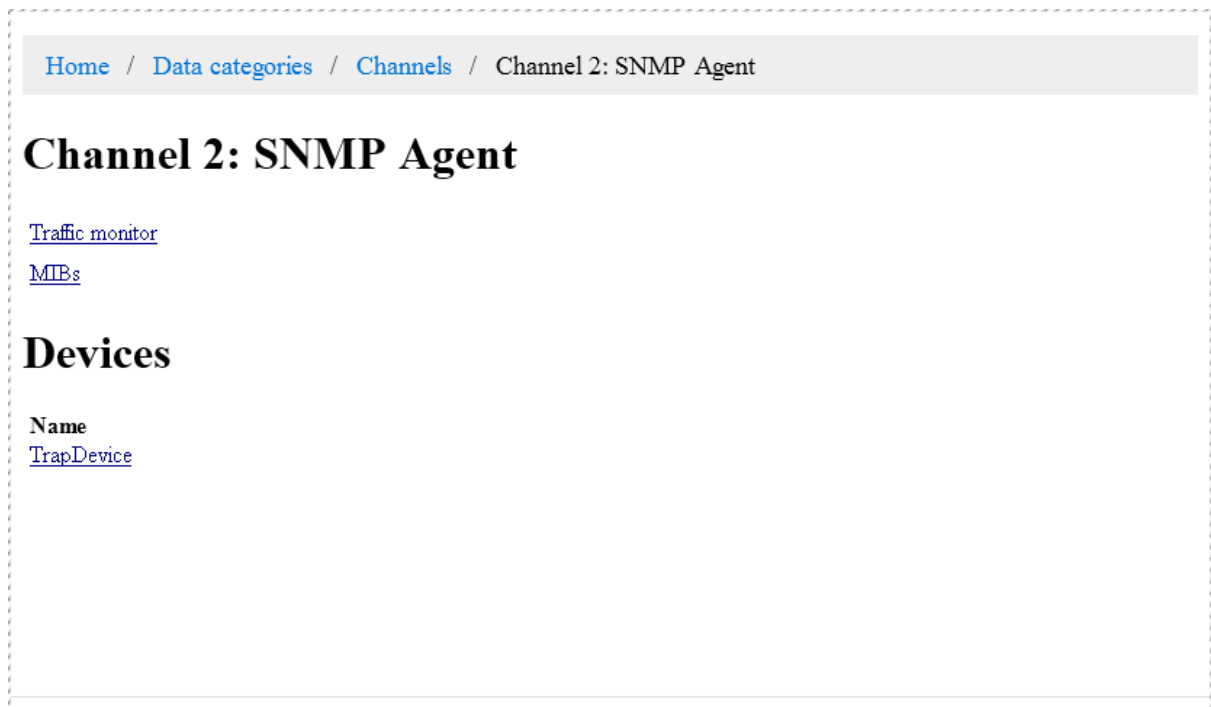 Home / Data categories / Channels / Channel 2: SNMP Agent
Channel 2: SNMP Agent
Traffic monitor
MIBs
Devices
Name
TrapDevice